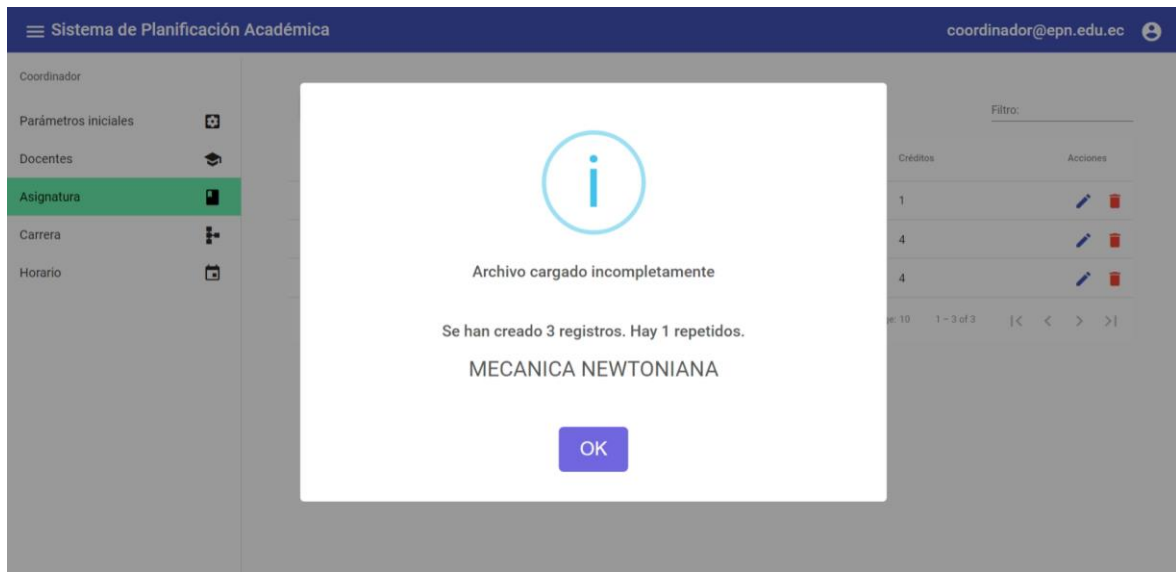 Sistema de Planificación Académica
coordinador@epn.edu.ec
Coordinador
Parámetros iniciales
Docentes
Asignatura
Carrera
Horario
Filtro:
Créditos Acciones
1
4
4
10 1 – 3 of 3
i
Archivo cargado incompletamente
Se han creado 3 registros. Hay 1 repetidos.
MECANICA NEWTONIANA
OK